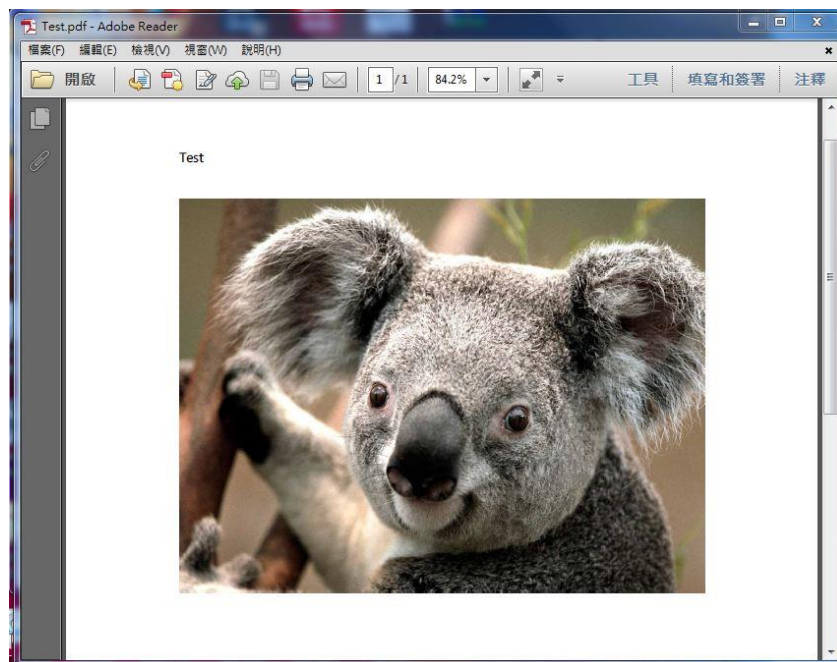 Test.pdf - Adobe Reader
檔案(F) 編輯(E) 檢視(V) 視窗(W) 說明(H)
開啟 1 /1 84.2% 工具 填寫和簽署 注釋
Test